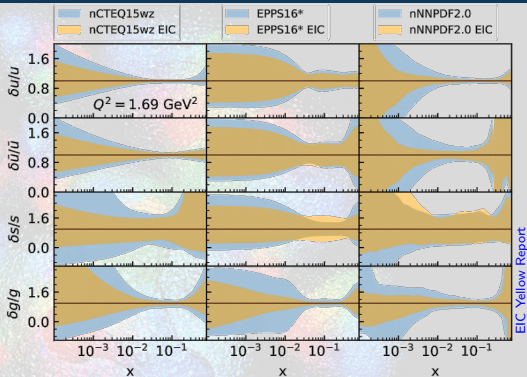 nCTEQ15wz
nCTEQ15wz EIC
EPPS16*
EPPS16* EIC
nNNPDF2.0
nNNPDF2.0 EIC
δu/u
1.6
0.8
0.0
Q² = 1.69 GeV²
δū/ū
1.6
0.8
0.0
δs/s
1.6
0.0
δg/g
1.6
0.0
10⁻³ 10⁻² 10⁻¹
10⁻³ 10⁻² 10⁻¹
10⁻³ 10⁻² 10⁻¹
x
x
x
EIC Yellow Report